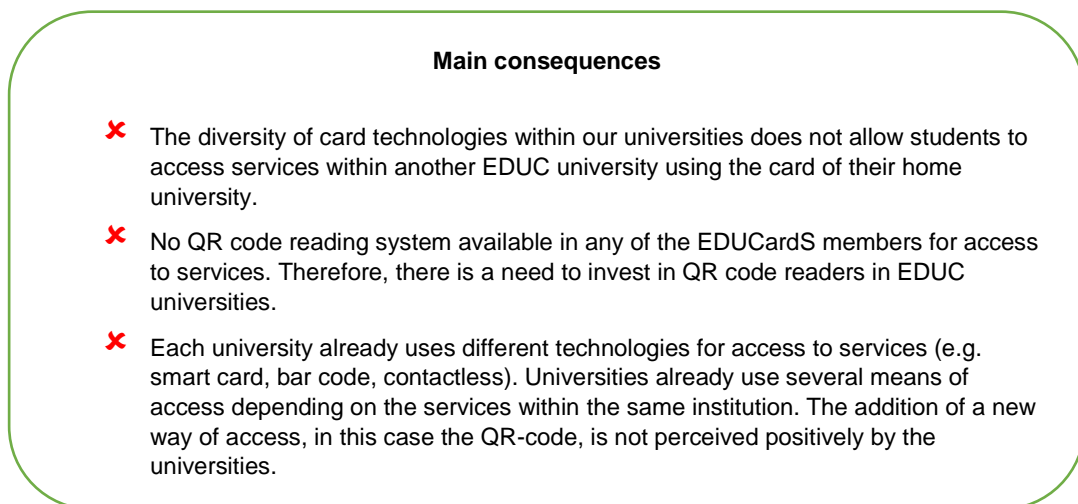 Main consequences
The diversity of card technologies within our universities does not allow students to
access services within another EDUC university using the card of their home
university.
No QR code reading system available in any of the EDUCardS members for access
to services. Therefore, there is a need to invest in QR code readers in EDUC
universities.
Each university already uses different technologies for access to services (e.g.
smart card, bar code, contactless). Universities already use several means of
access depending on the services within the same institution. The addition of a new
way of access, in this case the QR-code, is not perceived positively by the
universities.